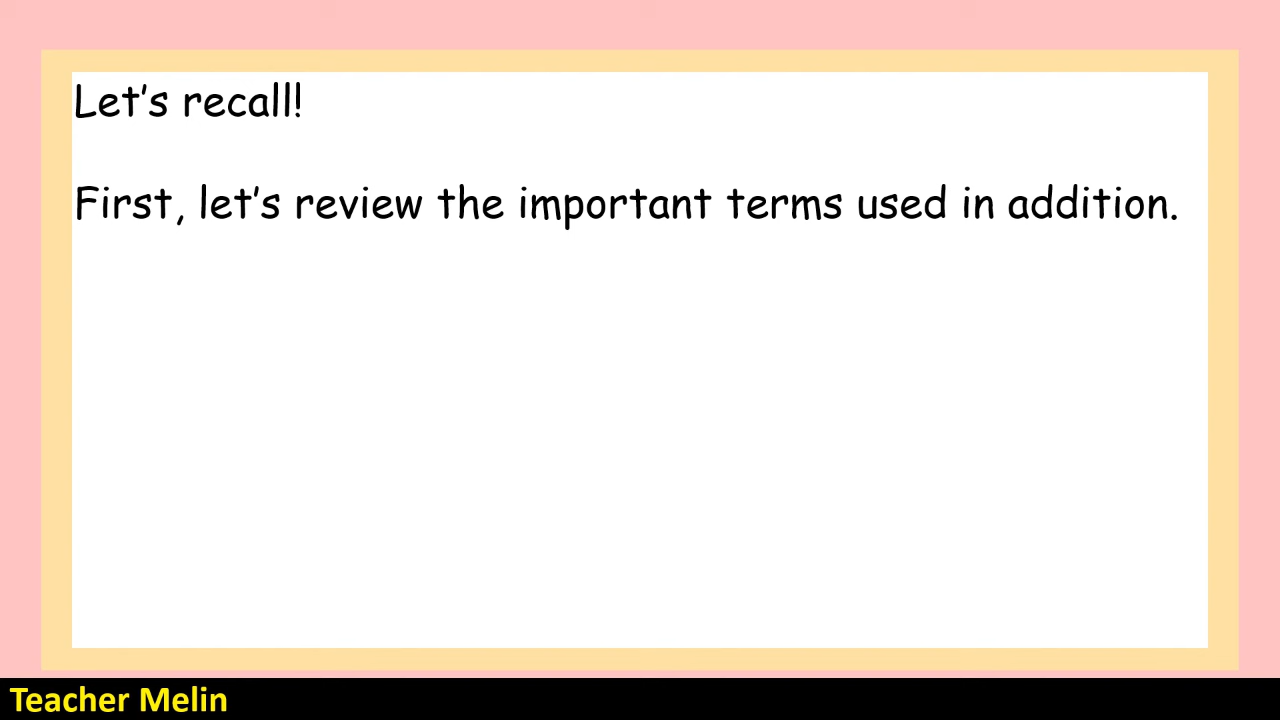 Let’s recall!
First, let’s review the important terms used in addition.
Teacher Melin